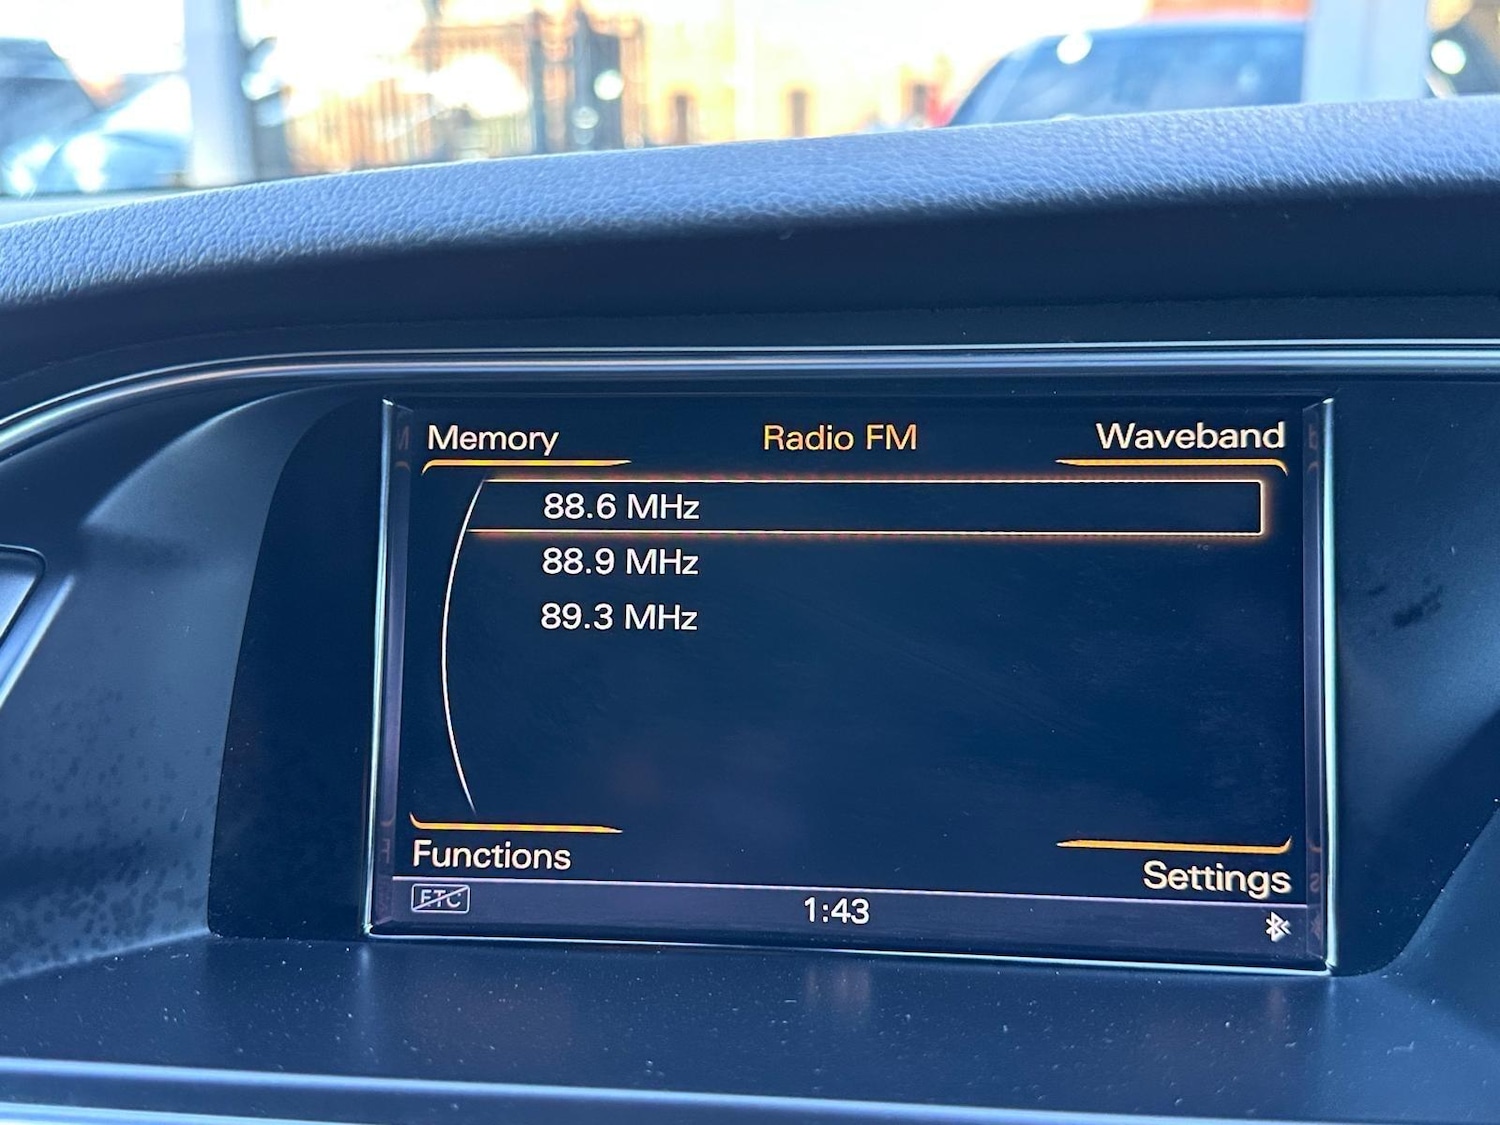 Memory Radio FM Waveband
88.6 MHz
88.9 MHz
89.3 MHz
Functions Settings
ETC 1:43